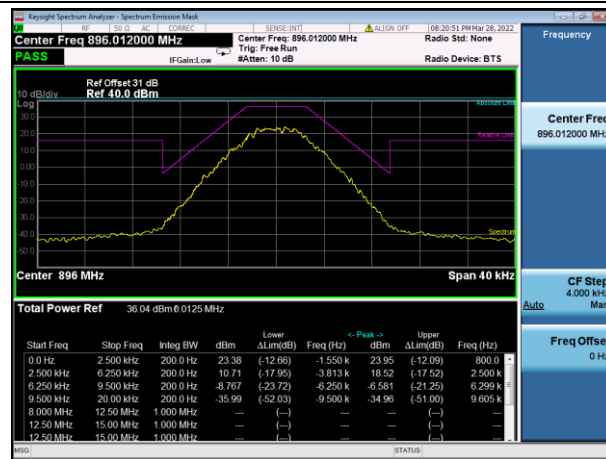 Keysight Spectrum Analyzer - Spectrum Emission Mask
RF 50 Ω AC CORREC SENSE:INT ALIGN OFF 08:20:51 PM Mar 28, 2022
Center Freq 896.012000 MHz Center Freq: 896.012000 MHz Radio Std: None Frequency
Trig: Free Run
PASS IFGain:Low #Atten: 10 dB Radio Device: BTS
Ref Offset 31 dB
10 dB/div Ref 40.0 dBm
Log
Absolute Limit
30.0
20.0
Relative Limit
10.0
0.00
-10.0
-20.0
-30.0
-40.0
Spectrum
-50.0
Center 896 MHz Span 40 kHz
Center Freq
896.012000 MHz
CF Step
4.000 kHz
Auto Man
Freq Offset
0 Hz
Total Power Ref 36.04 dBm/0.0125 MHz
Lower <- Peak -> Upper
Start Freq Stop Freq Integ BW dBm ΔLim(dB) Freq (Hz) dBm ΔLim(dB) Freq (Hz)
0.0 Hz 2.500 kHz 200.0 Hz 23.38 (-12.66) -1.550 k 23.95 (-12.09) 800.0
2.500 kHz 6.250 kHz 200.0 Hz 10.71 (-17.95) -3.813 k 18.52 (-17.52) 2.500 k
6.250 kHz 9.500 kHz 200.0 Hz -8.767 (-23.72) -6.250 k -6.581 (-21.25) 6.299 k
9.500 kHz 20.00 kHz 200.0 Hz -35.99 (-52.03) -9.500 k -34.96 (-51.00) 9.605 k
8.000 MHz 12.50 MHz 1.000 MHz --- (---) --- --- (---) ---
12.50 MHz 15.00 MHz 1.000 MHz --- (---) --- --- (---) ---
12.50 MHz 15.00 MHz 1.000 MHz --- (---) --- --- (---) ---
MSG STATUS